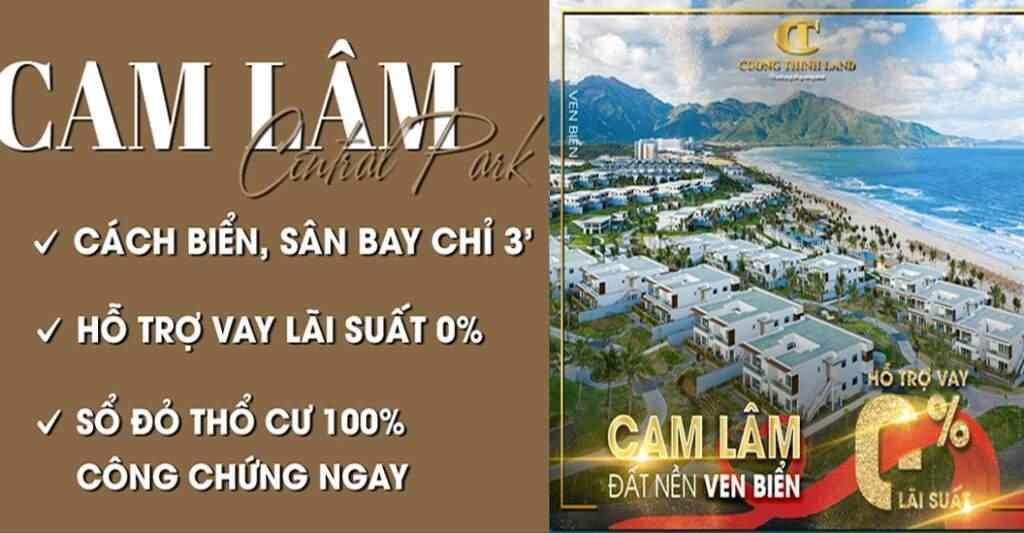 CAM LÂM
Central Park
CÁCH BIỂN, SÂN BAY CHỈ 3’
HỖ TRỢ VAY LÃI SUẤT 0%
SỔ ĐỎ THỔ CƯ 100%
CÔNG CHỨNG NGAY
CT
CUONG THINH LAND
VEN BIỂN
HỖ TRỢ VAY
0%
LÃI SUẤT
CAM LÂM
ĐẤT NỀN VEN BIỂN